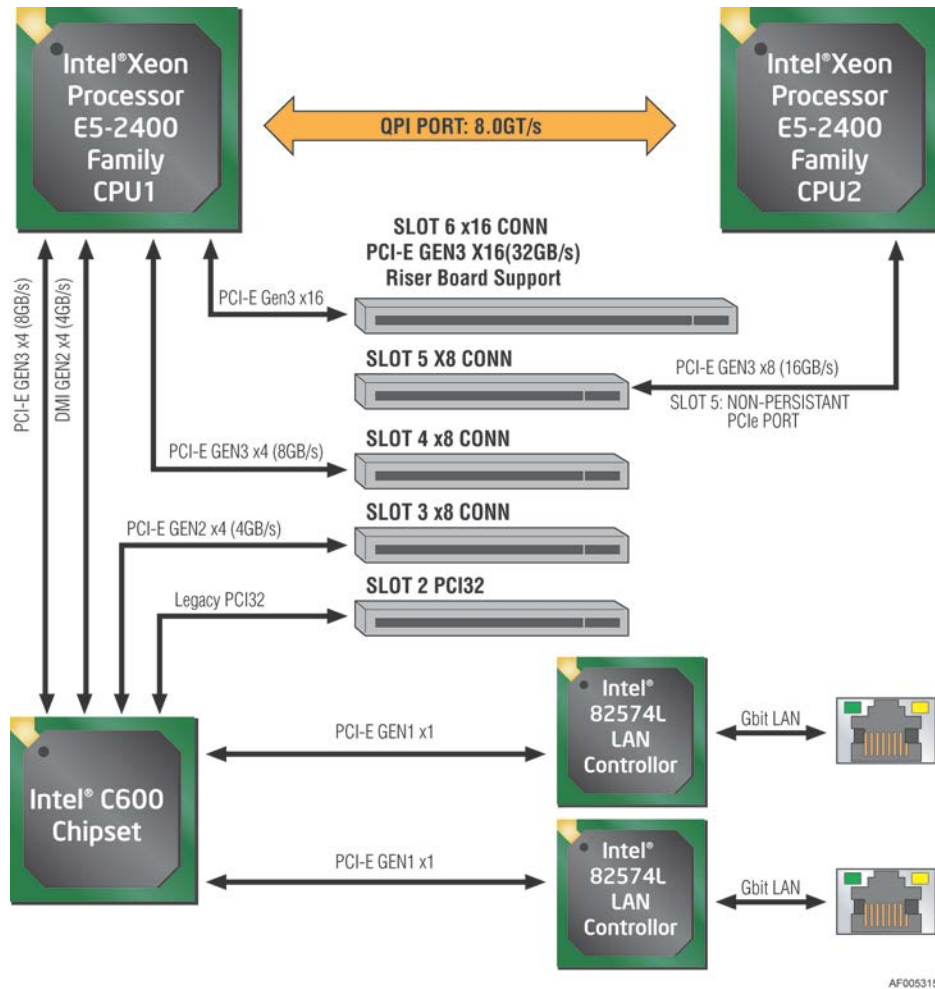 Intel®Xeon
Processor
E5-2400
Family
CPU1
QPI PORT: 8.0GT/s
Intel®Xeon
Processor
E5-2400
Family
CPU2
SLOT 6 x16 CONN
PCI-E GEN3 X16(32GB/s)
Riser Board Support
PCI-E GEN3 x4 (8GB/s)
DMI GEN2 x4 (4GB/s)
PCI-E Gen3 x16
SLOT 5 X8 CONN
PCI-E GEN3 x8 (16GB/s)
SLOT 5: NON-PERSISTANT
PCIe PORT
SLOT 4 x8 CONN
PCI-E GEN3 x4 (8GB/s)
SLOT 3 x8 CONN
PCI-E GEN2 x4 (4GB/s)
SLOT 2 PCI32
Legacy PCI32
Intel® C600
Chipset
PCI-E GEN1 x1
Intel®
82574L
LAN
Controllor
Gbit LAN
PCI-E GEN1 x1
Intel®
82574L
LAN
Controllor
Gbit LAN
AF005315